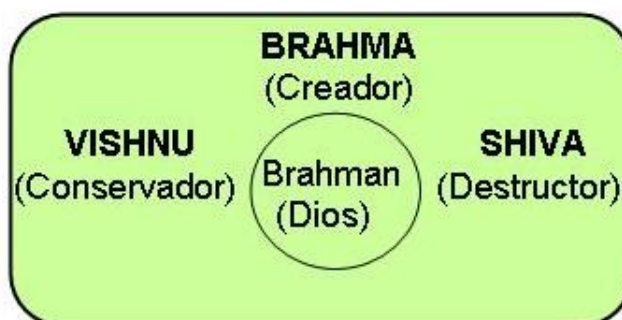 BRAHMA
(Creador)
VISHNU
(Conservador)
Brahman
(Dios)
SHIVA
(Destructor)